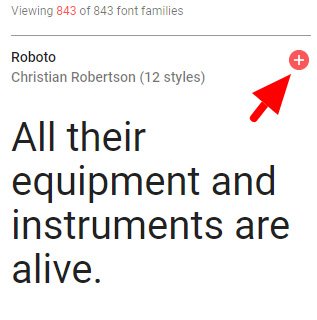 Viewing 843 of 843 font families
Roboto
Christian Robertson (12 styles)
All their
equipment and
instruments are
alive.